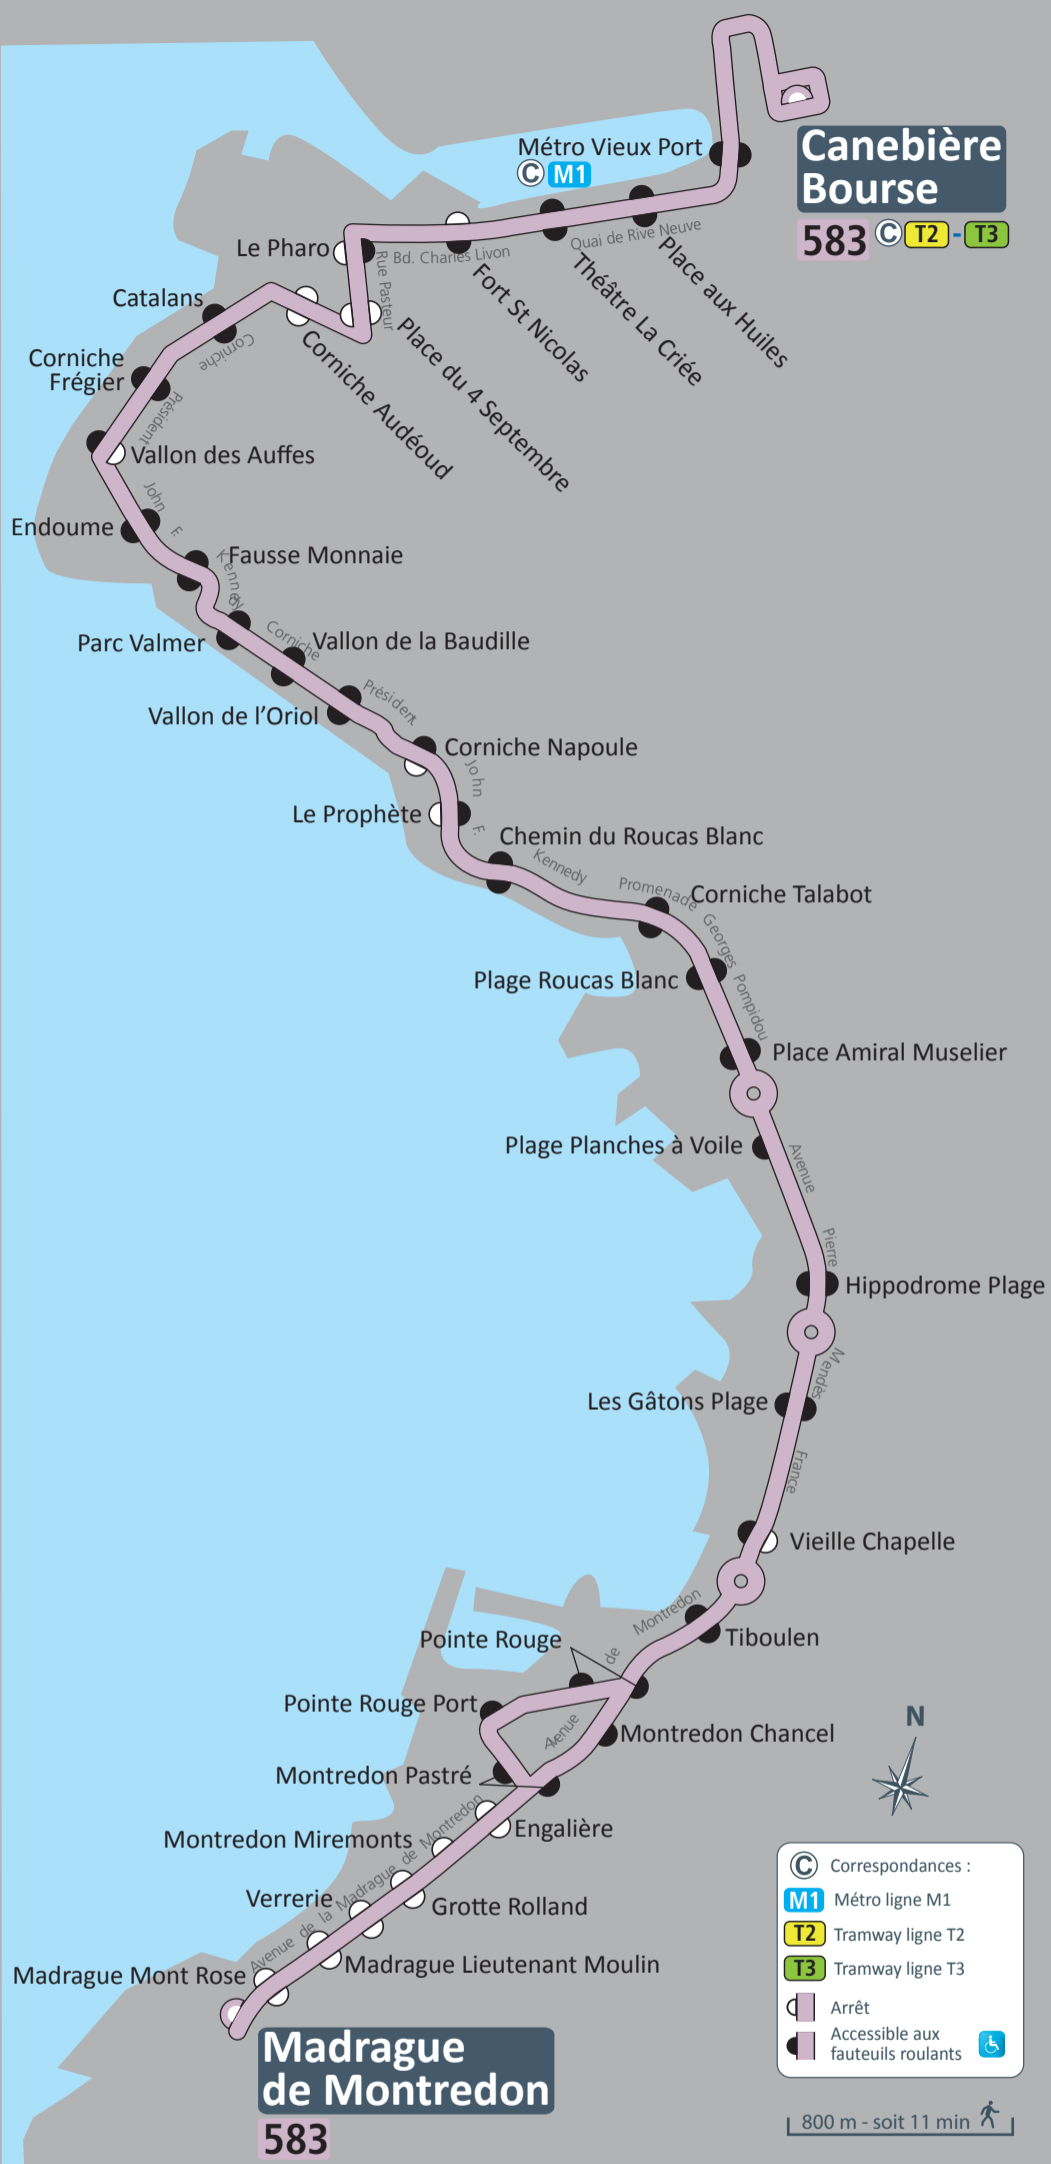 Métro Vieux Port
C M1
Canebière
Bourse
583 C T2 - T3
Le Pharo
Rue Pasteur
Bd. Charles Livon
Quai de Rive Neuve
Place aux Huiles
Théâtre La Criée
Fort St Nicolas
Place du 4 Septembre
Corniche Audéoud
Catalans
Corniche
Frégier
Corniche
Président
Vallon des Auffes
John F.
Endoume
Kennedy
Fausse Monnaie
Parc Valmer
Corniche
Vallon de la Baudille
Vallon de l'Oriol
Président
Corniche Napoule
John
F.
Le Prophète
Chemin du Roucas Blanc
Kennedy
Promenade
Georges Pompidou
Corniche Talabot
Plage Roucas Blanc
Place Amiral Muselier
Plage Planches à Voile
Avenue
Pierre
Hippodrome Plage
Mendès
Les Gâtons Plage
France
Vieille Chapelle
Montredon
Tiboulen
de
Pointe Rouge
Pointe Rouge Port
Avenue
Montredon Chancel
Montredon Pastré
Engalière
Montredon Miremonts
Avenue de la Madrague de Montredon
Verrerie
Grotte Rolland
Madrague Lieutenant Moulin
Madrague Mont Rose
Madrague
de Montredon
583
N
C Correspondances :
M1 Métro ligne M1
T2 Tramway ligne T2
T3 Tramway ligne T3
Arrêt
Accessible aux
fauteuils roulants
800 m - soit 11 min